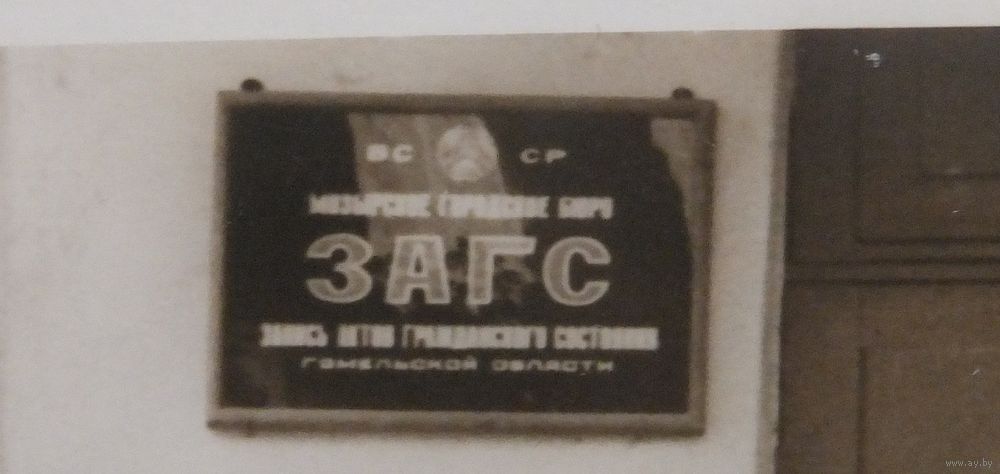 БС СР
МОЗЫРСКОЕ ГОРОДСКОЕ БЮРО
ЗАГС
ЗАПИСЬ АКТОВ ГРАЖДАНСКОГО СОСТОЯНИЯ
ГОМЕЛЬСКОЙ ОБЛАСТИ
www.ay.by